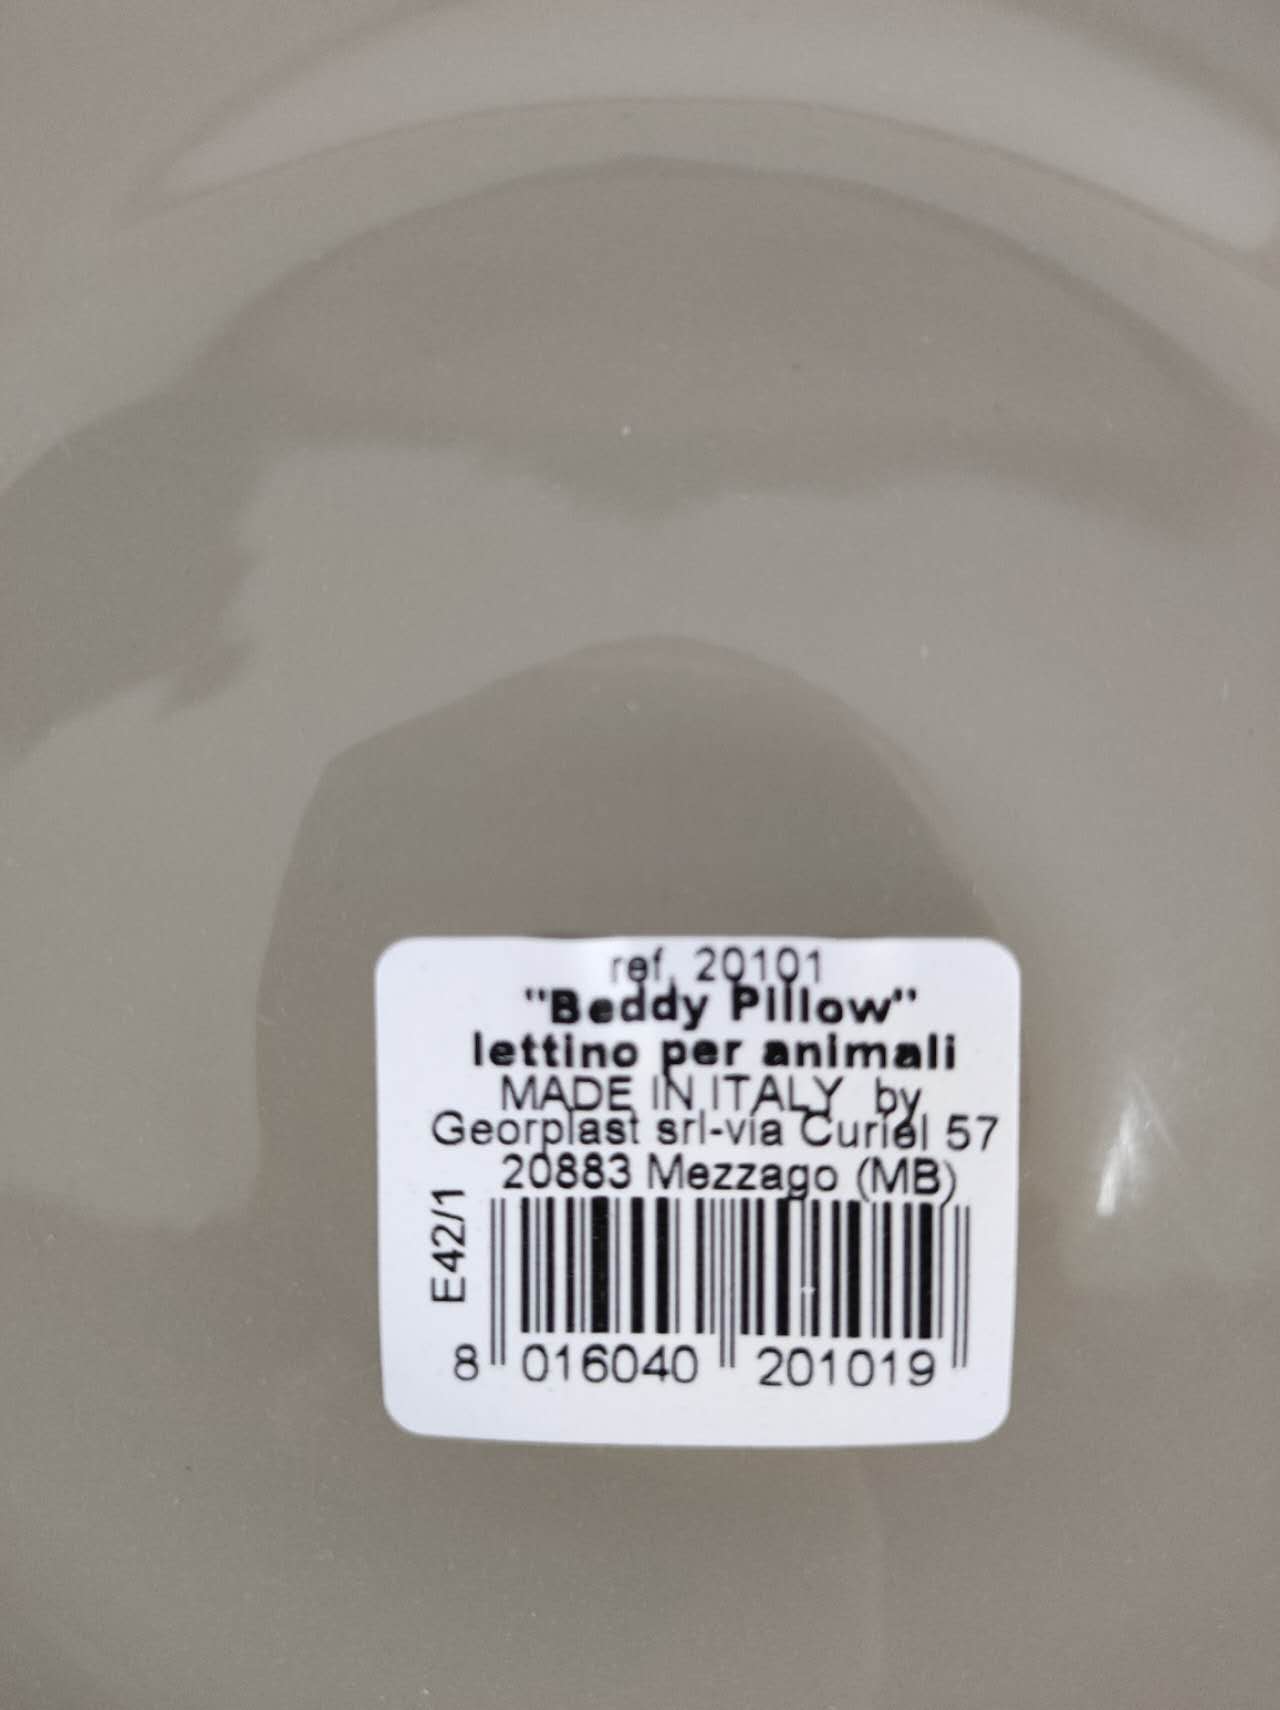 ref. 20101
"Beddy Pillow"
lettino per animali
MADE IN ITALY by
Georplast srl-via Curiel 57
20883 Mezzago (MB)
E42/1
8 016040 201019